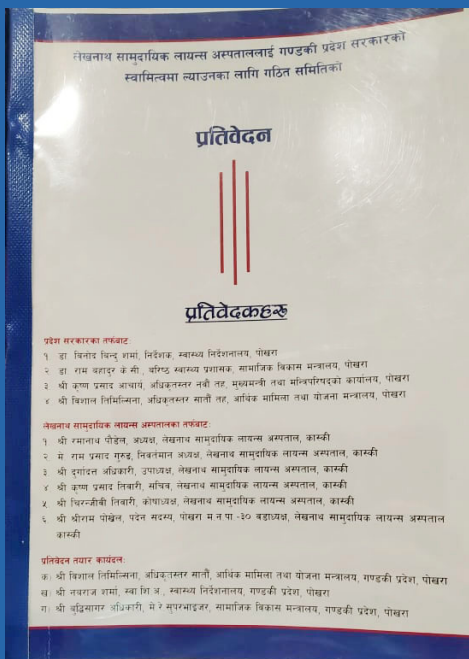 लेखनाथ सामुदायिक लायन्स अस्पताललाई गण्डकी प्रदेश सरकारको
स्वामित्वमा ल्याउनका लागि गठित समितिको
प्रतिवेदन
प्रतिवेदकहरु
प्रदेश सरकारका तर्फबाट:
१ डा बिनोद बिन्दु शर्मा, निर्देशक, स्वास्थ्य निर्देशनालय, पोखरा
२ डा राम बहादुर के.सी., बरिष्ठ स्वास्थ्य प्रशासक, सामाजिक विकास मन्त्रालय, पोखरा
३ श्री कृष्ण प्रसाद आचार्य, अधिकृतस्तर नवौं तह, मुख्यमन्त्री तथा मन्त्रिपरिषद्को कार्यालय, पोखरा
४ श्री विशाल तिमिल्सिना, अधिकृतस्तर सातौं तह, आर्थिक मामिला तथा योजना मन्त्रालय, पोखरा
लेखनाथ सामुदायिक लायन्स अस्पतालका तर्फबाट:
१ श्री रमानाथ पौडेल, अध्यक्ष, लेखनाथ सामुदायिक लायन्स अस्पताल, कास्की
२ मे. राम प्रसाद गुरुङ, निवर्तमान अध्यक्ष, लेखनाथ सामुदायिक लायन्स अस्पताल, कास्की
३ श्री दुर्गादत्त अधिकारी, उपाध्यक्ष, लेखनाथ सामुदायिक लायन्स अस्पताल, कास्की
४ श्री कृष्ण प्रसाद तिवारी, सचिव, लेखनाथ सामुदायिक लायन्स अस्पताल, कास्की
५. श्री चिरन्जीवी तिवारी, कोषाध्यक्ष, लेखनाथ सामुदायिक लायन्स अस्पताल, कास्की
६ श्री श्रीराम पोखेल, पदेन सदस्य, पोखरा म.न.पा.-३० वडाध्यक्ष, लेखनाथ सामुदायिक लायन्स अस्पताल
कास्की
प्रतिवेदन तयार कार्यदल:
क: श्री विशाल तिमिल्सिना, अधिकृतस्तर सातौं, आर्थिक मामिला तथा योजना मन्त्रालय, गण्डकी प्रदेश, पोखरा
ख: श्री नवराज शर्मा, स्वा.शि.अ., स्वास्थ्य निर्देशनालय, गण्डकी प्रदेश, पोखरा
ग: श्री बुद्धिसागर अधिकारी, मे.रे.सुपरभाइजर, सामाजिक विकास मन्त्रालय, गण्डकी प्रदेश, पोखरा